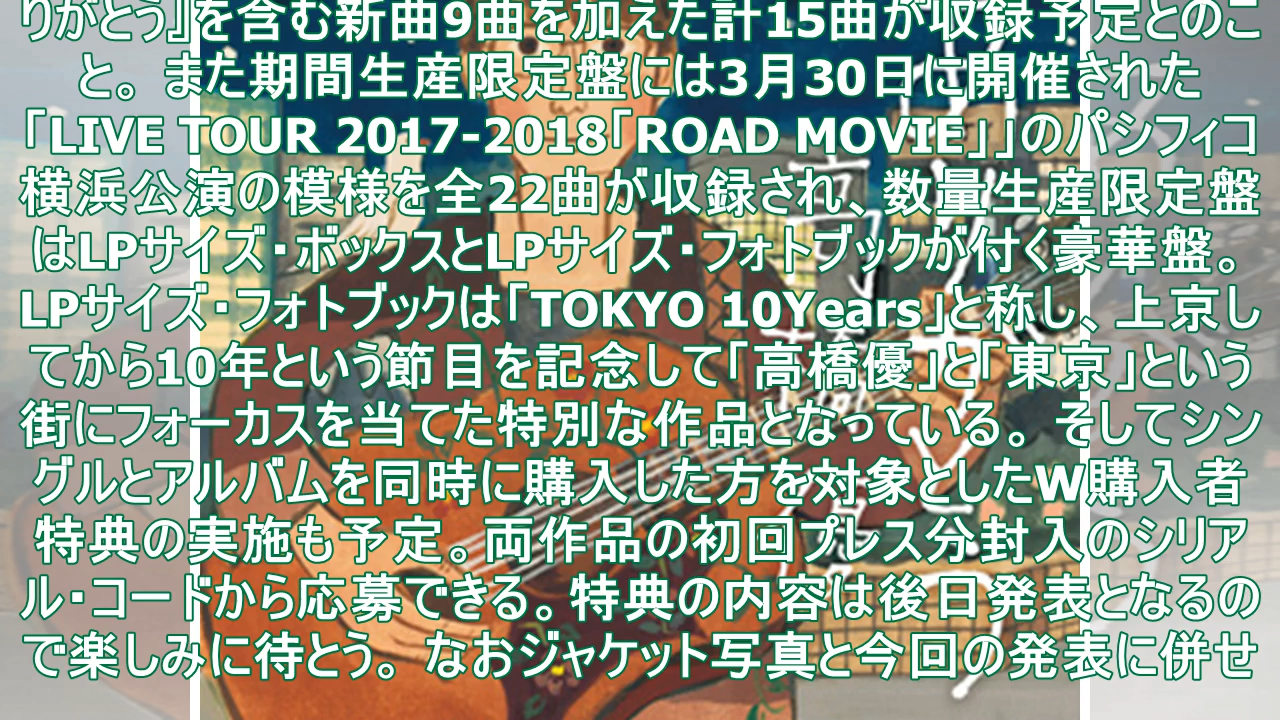 りがとう』を含む新曲9曲を加えた計15曲が収録予定とのこ
と。また期間生産限定盤には3月30日に開催された
「LIVE TOUR 2017-2018「ROAD MOVIE」」のパシフィコ
横浜公演の模様を全22曲が収録され、数量生産限定盤
はLPサイズ・ボックスとLPサイズ・フォトブックが付く豪華盤。
LPサイズ・フォトブックは「TOKYO 10Years」と称し、上京し
てから10年という節目を記念して「高橋優」と「東京」という
街にフォーカスを当てた特別な作品となっている。そしてシン
グルとアルバムを同時に購入した方を対象としたW購入者
特典の実施も予定。両作品の初回プレス分封入のシリア
ル・コードから応募できる。特典の内容は後日発表となるの
で楽しみに待とう。なおジャケット写真と今回の発表に併せ